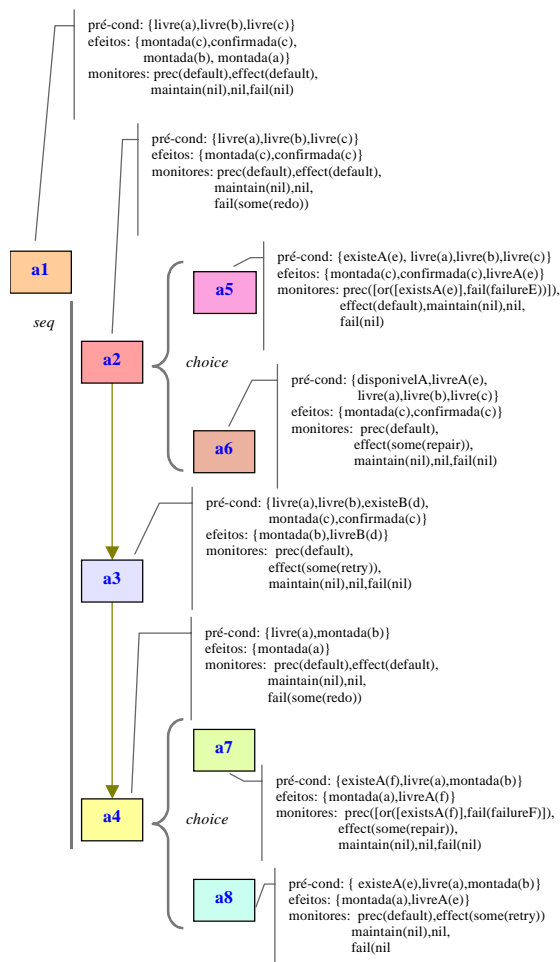 pré-cond: {livre(a),livre(b),livre(c)}
efeitos: {montada(c),confirmada(c),
montada(b), montada(a)}
monitores: prec(default),effect(default),
maintain(nil),nil,fail(nil)
pré-cond: {livre(a),livre(b),livre(c)}
efeitos: {montada(c),confirmada(c)}
monitores: prec(default),effect(default),
maintain(nil),nil,
fail(some(redo))
a1
seq
a2
choice
a5
pré-cond: {existeA(e), livre(a),livre(b),livre(c)}
efeitos: {montada(c),confirmada(c),livreA(e)}
monitores: prec([or([existsA(e)],fail(failureE))]),
effect(default),maintain(nil),nil,
fail(nil)
a6
pré-cond: {disponivelA,livreA(e),
livre(a),livre(b),livre(c)}
efeitos: {montada(c),confirmada(c)}
monitores: prec(default),
effect(some(repair)),
maintain(nil),nil,fail(nil)
a3
pré-cond: {livre(a),livre(b),existeB(d),
montada(c),confirmada(c)}
efeitos: {montada(b),livreB(d)}
monitores: prec(default),
effect(some(retry)),
maintain(nil),nil,fail(nil)
pré-cond: {livre(a),montada(b)}
efeitos: {montada(a)}
monitores: prec(default),effect(default),
maintain(nil),nil,
fail(some(redo))
a4
choice
a7
pré-cond: {existeA(f),livre(a),montada(b)}
efeitos: {montada(a),livreA(f)}
monitores: prec([or([existsA(f)],fail(failureF)]),
effect(some(repair)),
maintain(nil),nil,fail(nil)
a8
pré-cond: { existeA(e),livre(a),montada(b)}
efeitos: {montada(a),livreA(e)}
monitores: prec(default),effect(some(retry))
maintain(nil),nil,
fail(nil